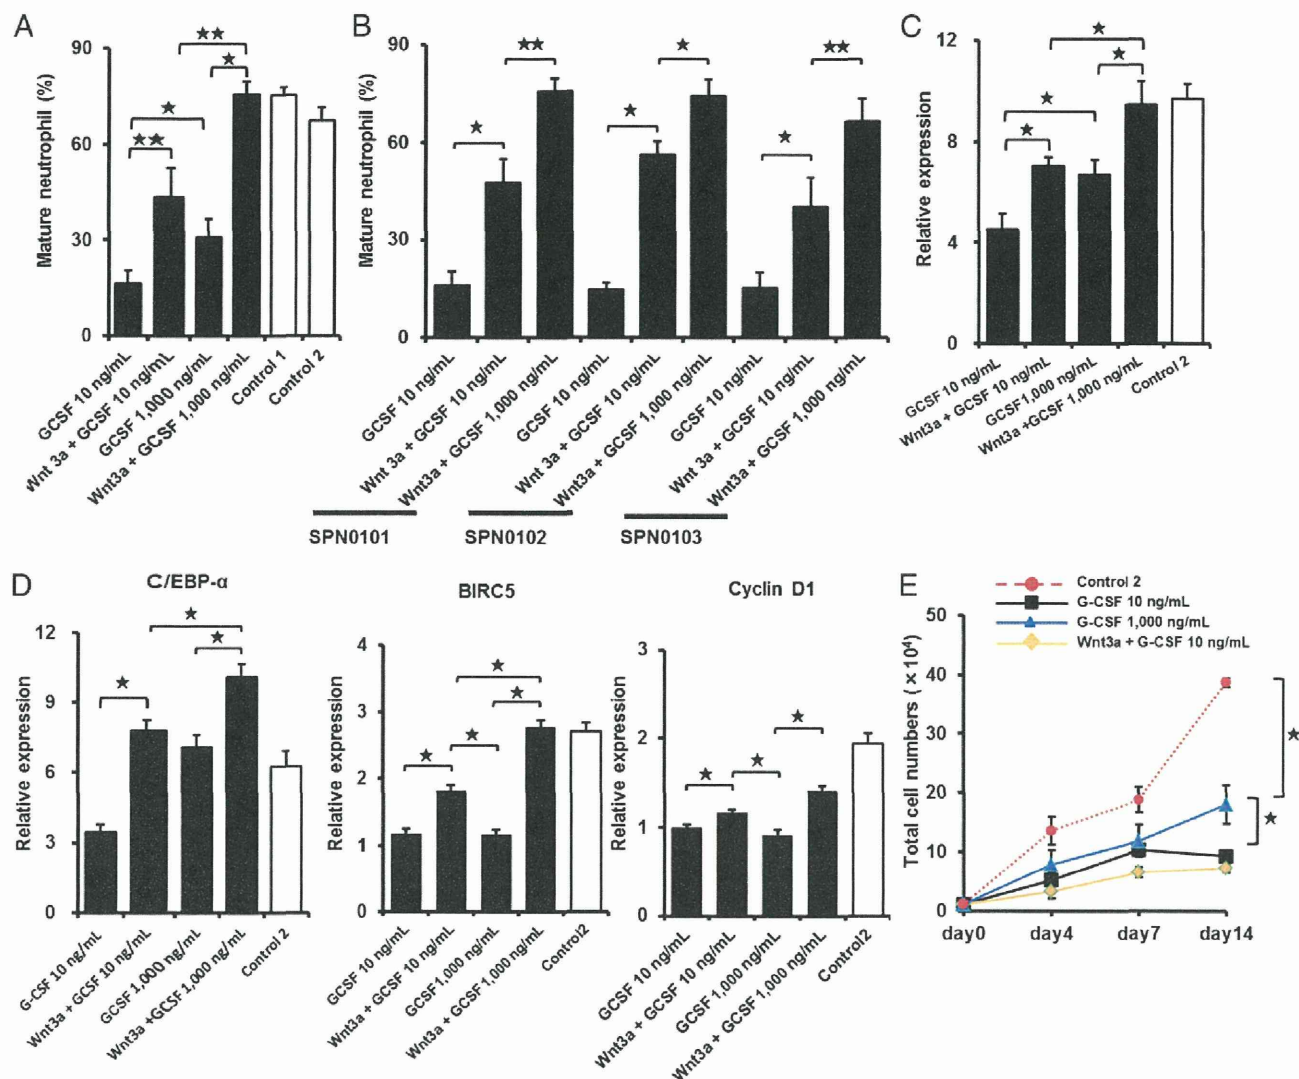 A
Mature neutrophil (%)
90
60
30
0
★★
★
★
★★
GCSF 10 ng/mL
Wnt 3a + GCSF 10 ng/mL
GCSF 1,000 ng/mL
Wnt3a + GCSF 1,000 ng/mL
Control 1
Control 2
B
Mature neutrophil (%)
90
60
30
0
★★
★
★★
★
★
★
GCSF 10 ng/mL
Wnt 3a + GCSF 10 ng/mL
Wnt3a + GCSF 1,000 ng/mL
GCSF 10 ng/mL
Wnt 3a + GCSF 10 ng/mL
Wnt3a + GCSF 1,000 ng/mL
GCSF 10 ng/mL
Wnt 3a + GCSF 10 ng/mL
Wnt3a + GCSF 1,000 ng/mL
SPN0101
SPN0102
SPN0103
C
Relative expression
12
8
4
0
★
★
★
★
GCSF 10 ng/mL
Wnt3a + GCSF 10 ng/mL
GCSF 1,000 ng/mL
Wnt3a +GCSF 1,000 ng/mL
Control 2
D
C/EBP-α
Relative expression
12
9
6
3
0
★
★
★
G-CSF 10 ng/mL
Wnt3a + GCSF 10 ng/mL
GCSF 1,000 ng/mL
Wnt3a +GCSF 1,000 ng/mL
Control 2
BIRC5
Relative expression
4
3
2
1
0
★
★
★
★
GCSF 10 ng/mL
Wnt3a + GCSF 10 ng/mL
GCSF 1,000 ng/mL
Wnt3a + GCSF 1,000 ng/mL
Control2
Cyclin D1
Relative expression
3
2
1
0
★
★
★
GCSF 10 ng/mL
Wnt3a + GCSF 10 ng/mL
GCSF 1,000 ng/mL
Wnt3a + GCSF 1,000 ng/mL
Control2
E
Control 2
G-CSF 10 ng/mL
G-CSF 1,000 ng/mL
Wnt3a + G-CSF 10 ng/mL
Total cell numbers (×10⁴)
50
40
30
20
10
0
★
★
day0
day4
day7
day14